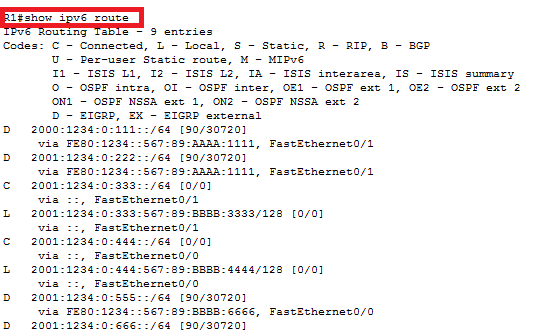 R1#show ipv6 route
IPv6 Routing Table - 9 entries
Codes: C - Connected, L - Local, S - Static, R - RIP, B - BGP
U - Per-user Static route, M - MIPv6
I1 - ISIS L1, I2 - ISIS L2, IA - ISIS interarea, IS - ISIS summary
O - OSPF intra, OI - OSPF inter, OE1 - OSPF ext 1, OE2 - OSPF ext 2
ON1 - OSPF NSSA ext 1, ON2 - OSPF NSSA ext 2
D - EIGRP, EX - EIGRP external
D 2000:1234:0:111::/64 [90/30720]
via FE80:1234::567:89:AAAA:1111, FastEthernet0/1
D 2001:1234:0:222::/64 [90/30720]
via FE80:1234::567:89:AAAA:1111, FastEthernet0/1
C 2001:1234:0:333::/64 [0/0]
via ::, FastEthernet0/1
L 2001:1234:0:333:567:89:BBBB:3333/128 [0/0]
via ::, FastEthernet0/1
C 2001:1234:0:444::/64 [0/0]
via ::, FastEthernet0/0
L 2001:1234:0:444:567:89:BBBB:4444/128 [0/0]
via ::, FastEthernet0/0
D 2001:1234:0:555::/64 [90/30720]
via FE80:1234::567:89:BBBB:6666, FastEthernet0/0
D 2001:1234:0:666::/64 [90/30720]